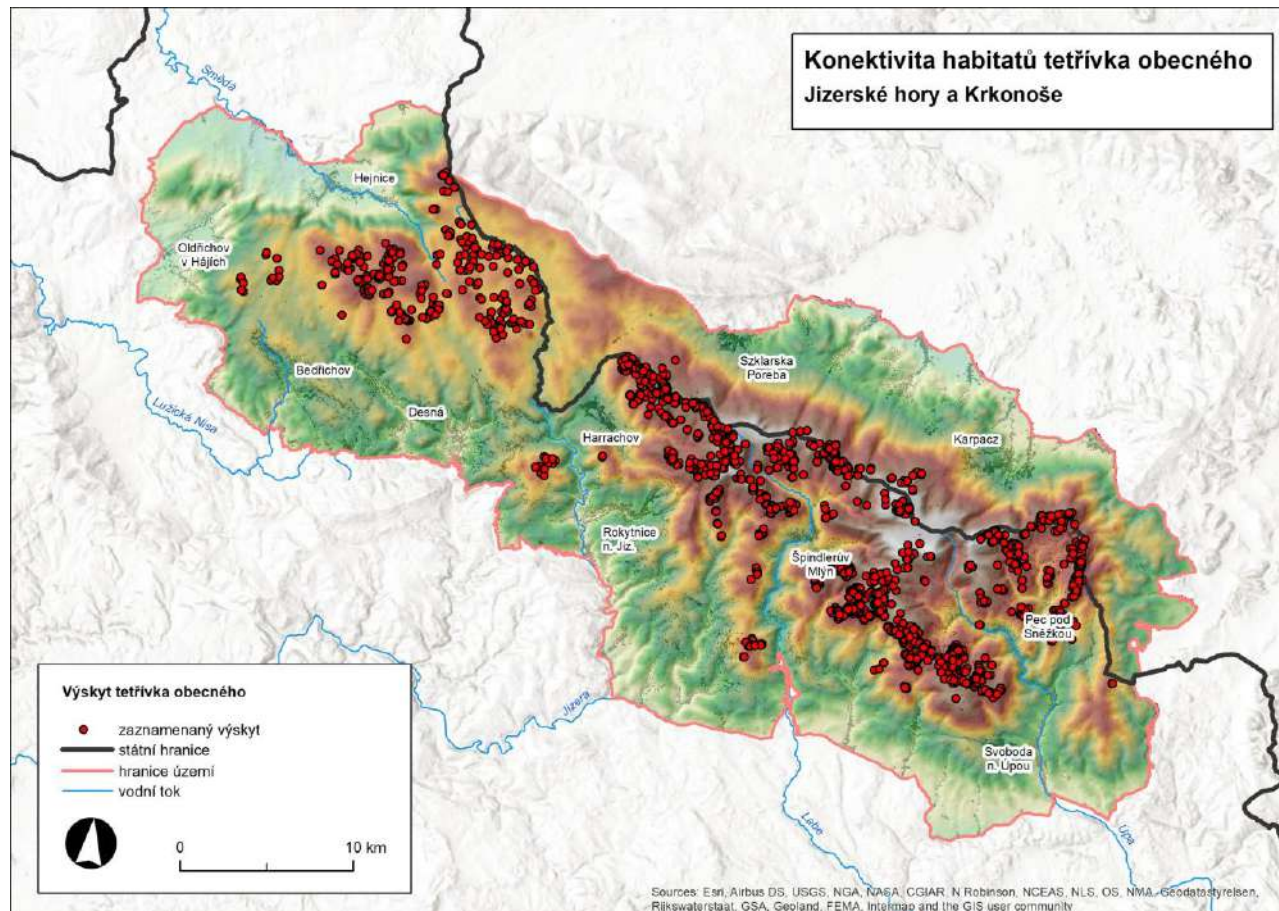 Konektivita habitatů tetřívka obecného
Jizerské hory a Krkonoše
Smědá
Hejnice
Oldřichov
v Hájích
Bedřichov
Lužická Nisa
Desná
Szklarska
Poreba
Harrachov
Karpacz
Rokytnice
n. Jiz.
Špindlerův
Mlýn
Pec pod
Sněžkou
Jizera
Svoboda
n. Úpou
Labe
Úpa
Výskyt tetřívka obecného
zaznamenaný výskyt
státní hranice
hranice území
vodní tok
0
10 km
Sources: Esri, Airbus DS, USGS, NGA, NASA, CGIAR, N Robinson, NCEAS, NLS, OS, NMA, Geodatastyrelsen,
Rijkswaterstaat, GSA, Geoland, FEMA, Intermap and the GIS user community